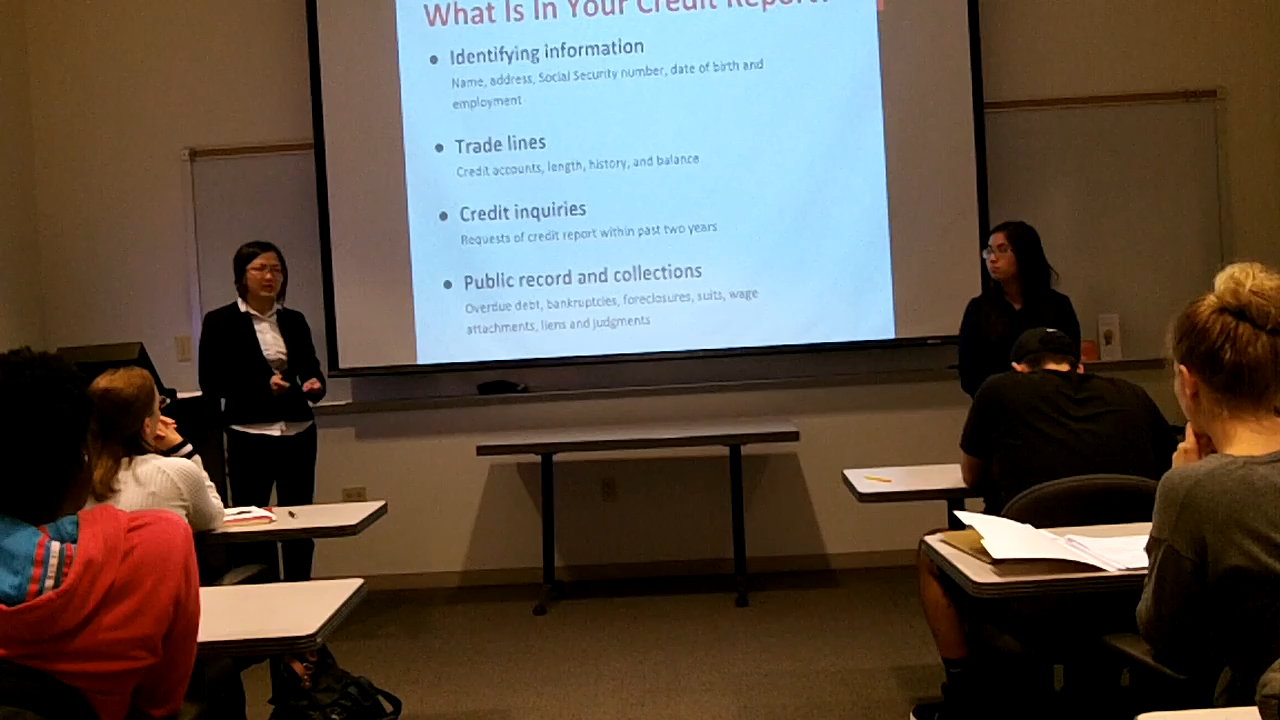 What Is In Your Credit Report?
• Identifying information
Name, address, Social Security number, date of birth and
employment
• Trade lines
Credit accounts, length, history, and balance
• Credit inquiries
Requests of credit report within past two years
• Public record and collections
Overdue debt, bankruptcies, foreclosures, suits, wage
attachments, liens and judgments